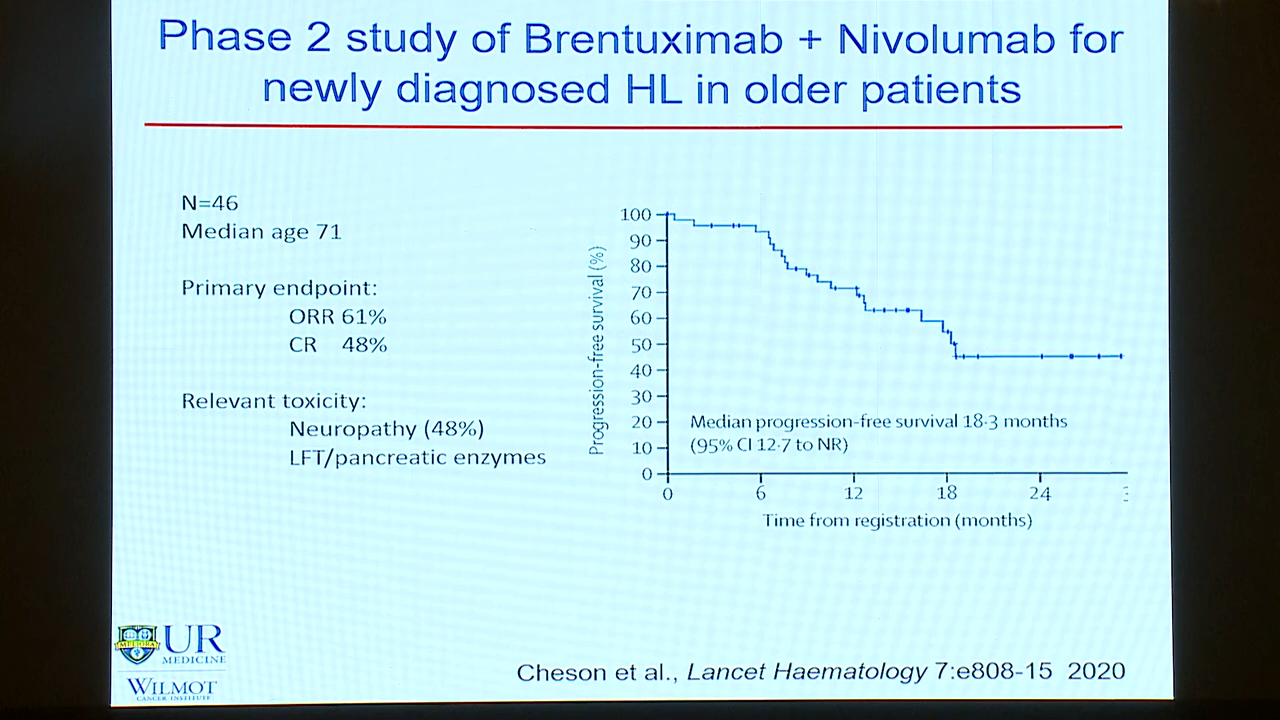 Phase 2 study of Brentuximab + Nivolumab for
newly diagnosed HL in older patients
N=46
Median age 71
Primary endpoint:
ORR 61%
CR 48%
Relevant toxicity:
Neuropathy (48%)
LFT/pancreatic enzymes
Progression-free survival (%)
100
90
80
70
60
50
40
30
20
10
0
Median progression-free survival 18·3 months
(95% CI 12·7 to NR)
0 6 12 18 24
Time from registration (months)
MELIORA
UR
MEDICINE
WILMOT
CANCER INSTITUTE
Cheson et al., Lancet Haematology 7:e808-15 2020